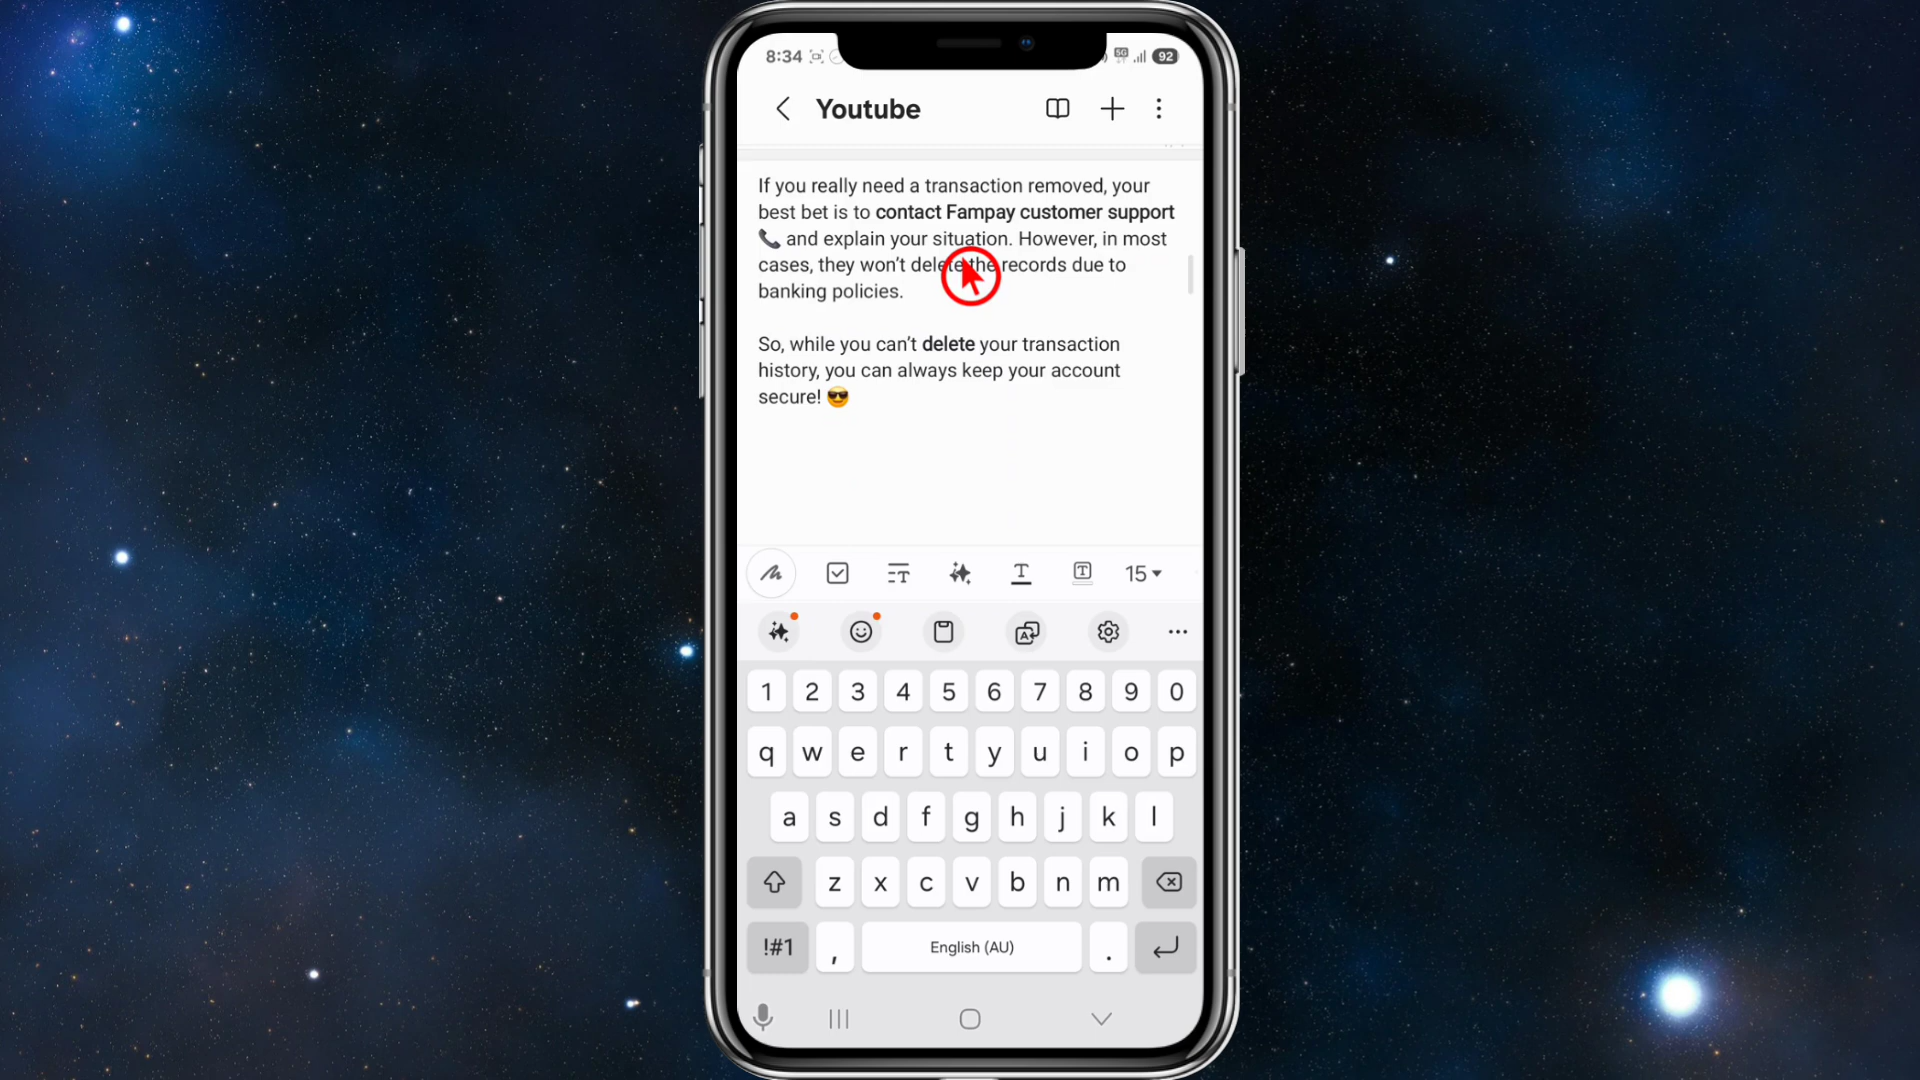 8:34
5G
92
Youtube
If you really need a transaction removed, your
best bet is to contact Fampay customer support
📞 and explain your situation. However, in most
cases, they won't delete the records due to
banking policies.
So, while you can't delete your transaction
history, you can always keep your account
secure! 😎
15
1 2 3 4 5 6 7 8 9 0
q w e r t y u i o p
a s d f g h j k l
z x c v b n m
!#1 , English (AU) .